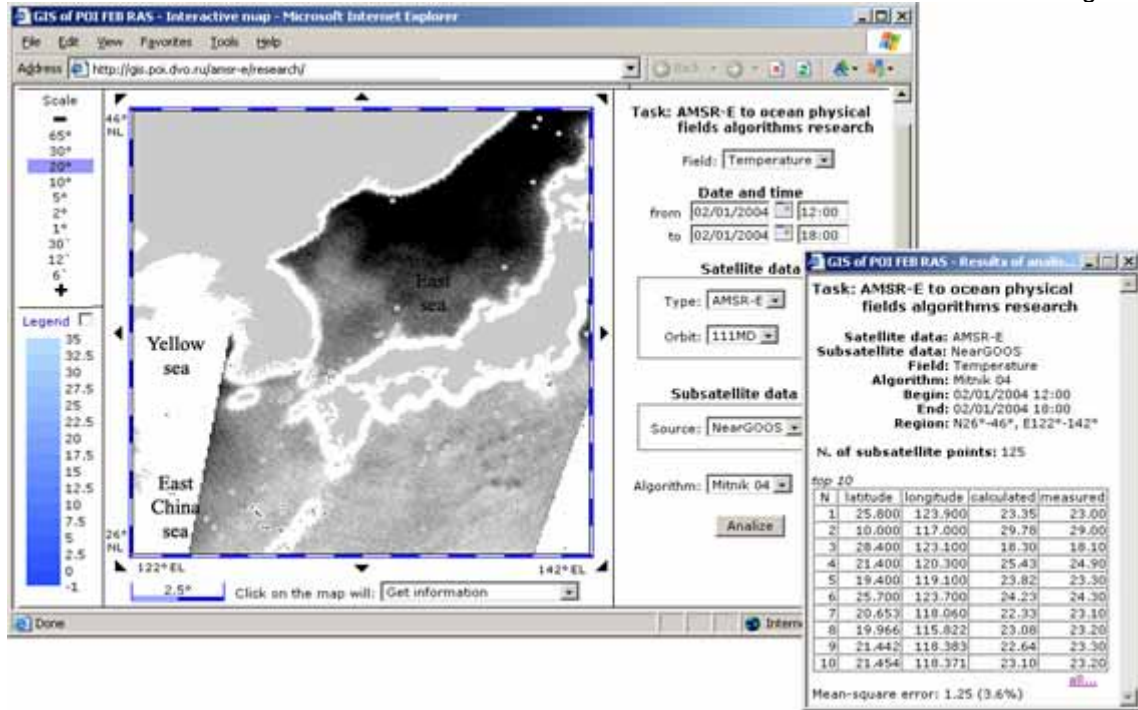 GIS of POI FEB RAS - Interactive map - Microsoft Internet Explorer
File Edit View Favorites Tools Help
Address http://gis.poi.dvo.ru/amsr-e/research/
Back
Scale
65°
30°
20°
10°
5°
2°
1°
30`
12`
6`
Legend
35
32.5
30
27.5
25
22.5
20
17.5
15
12.5
10
7.5
5
2.5
0
-1
46°
NL
East
sea
Yellow
sea
East
China
sea
26°
NL
122°EL
142°EL
2.5°
Click on the map will: Get information
Done
Task: AMSR-E to ocean physical
fields algorithms research
Field: Temperature
Date and time
from 02/01/2004 12:00
to 02/01/2004 18:00
Satellite data
Type: AMSR-E
Orbit: 111MD
Subsatellite data
Source: NearGOOS
Algorithm: Mitnik 04
Analize
GIS of POI FEB RAS - Results of analis...
Task: AMSR-E to ocean physical
fields algorithms research
Satellite data: AMSR-E
Subsatellite data: NearGOOS
Field: Temperature
Algorithm: Mitnik 04
Begin: 02/01/2004 12:00
End: 02/01/2004 18:00
Region: N26°-46°, E122°-142°
N. of subsatellite points: 125
top 10
N latitude longitude calculated measured
1 25.800 123.900 23.35 23.00
2 10.000 117.000 29.78 29.00
3 28.400 123.100 18.30 18.10
4 21.400 120.300 25.43 24.90
5 19.400 119.100 23.82 23.30
6 25.700 123.700 24.23 24.30
7 20.653 118.060 22.33 23.10
8 19.966 115.822 23.08 23.20
9 21.442 118.383 22.64 23.30
10 21.454 118.371 23.10 23.20
all...
Mean-square error: 1.25 (3.6%)